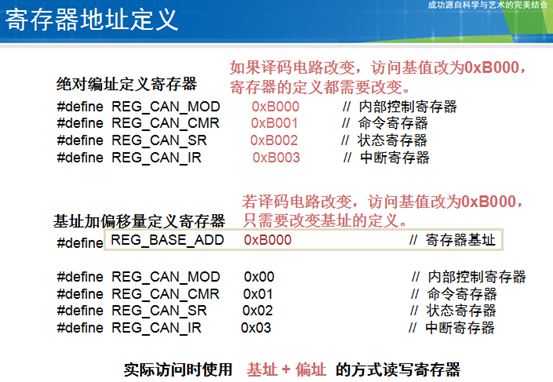 成功源自科学与艺术的完美结合
寄存器地址定义
如果译码电路改变，访问基值改为0xB000，
寄存器的定义都需要改变。
绝对编址定义寄存器
#define REG_CAN_MOD 0xB000 // 内部控制寄存器
#define REG_CAN_CMR 0xB001 // 命令寄存器
#define REG_CAN_SR 0xB002 // 状态寄存器
#define REG_CAN_IR 0xB003 // 中断寄存器
若译码电路改变，访问基值改为0xB000，
只需要改变基址的定义。
基址加偏移量定义寄存器
#define REG_BASE_ADD 0xB000 // 寄存器基址
#define REG_CAN_MOD 0x00 // 内部控制寄存器
#define REG_CAN_CMR 0x01 // 命令寄存器
#define REG_CAN_SR 0x02 // 状态寄存器
#define REG_CAN_IR 0x03 // 中断寄存器
实际访问时使用 基址 + 偏址 的方式读写寄存器